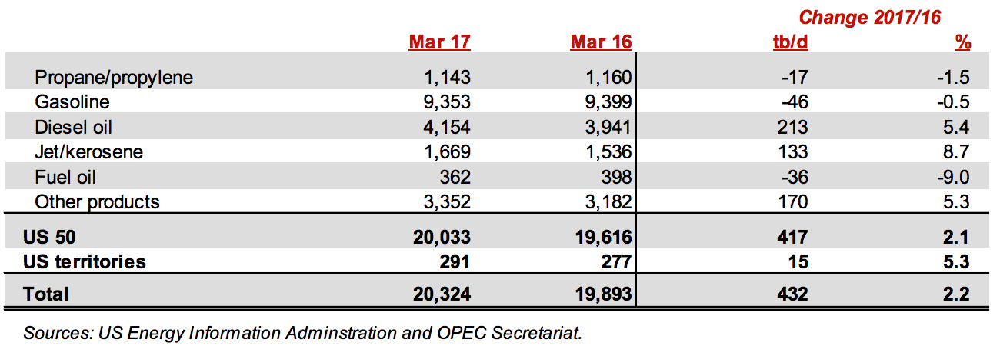 Change 2017/16
Mar 17 Mar 16 tb/d %
Propane/propylene 1,143 1,160 -17 -1.5
Gasoline 9,353 9,399 -46 -0.5
Diesel oil 4,154 3,941 213 5.4
Jet/kerosene 1,669 1,536 133 8.7
Fuel oil 362 398 -36 -9.0
Other products 3,352 3,182 170 5.3
US 50 20,033 19,616 417 2.1
US territories 291 277 15 5.3
Total 20,324 19,893 432 2.2
Sources: US Energy Information Adminstration and OPEC Secretariat.